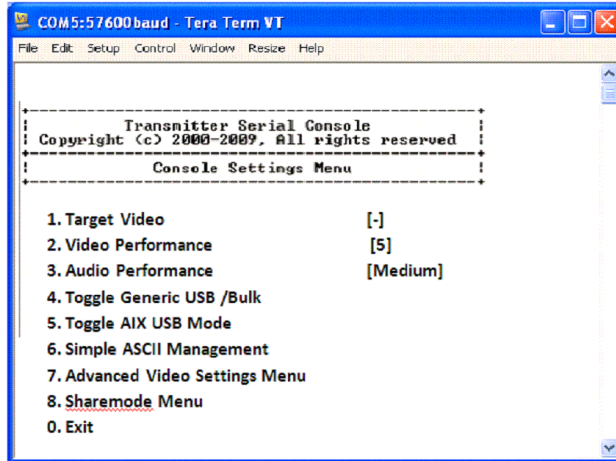 COM5:57600baud - Tera Term VT
File Edit Setup Control Window Resize Help
Transmitter Serial Console
Copyright (c) 2000-2009, All rights reserved
Console Settings Menu
1. Target Video [-]
2. Video Performance [5]
3. Audio Performance [Medium]
4. Toggle Generic USB /Bulk
5. Toggle AIX USB Mode
6. Simple ASCII Management
7. Advanced Video Settings Menu
8. Sharemode Menu
0. Exit